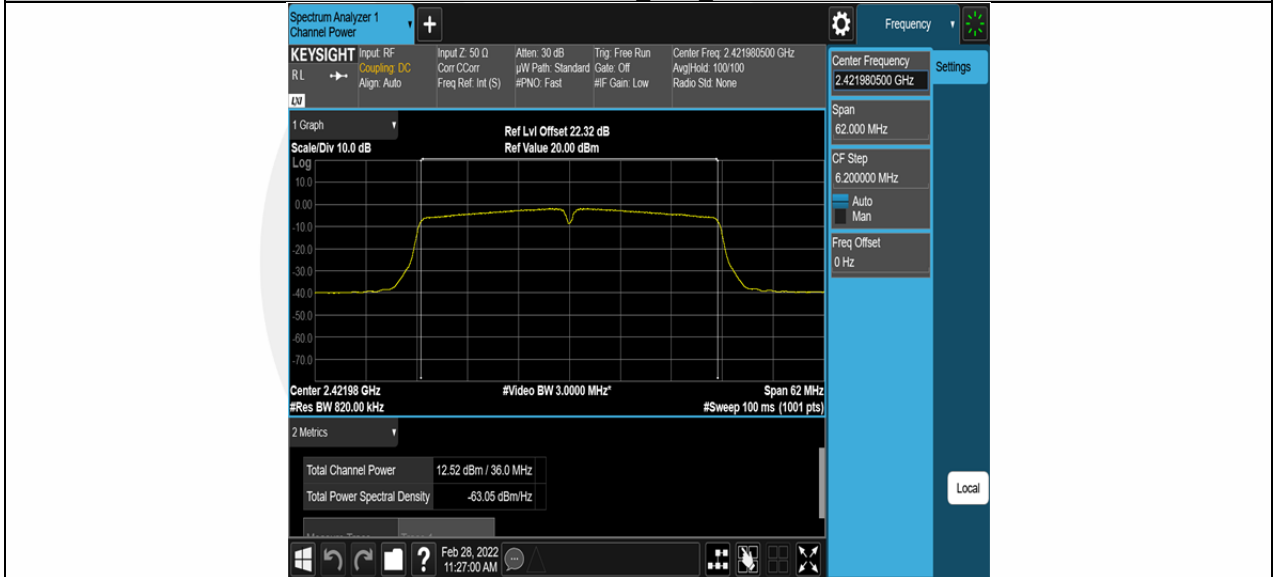 Spectrum Analyzer 1
Channel Power
+
Frequency
KEYSIGHT
RL
LXI
Input: RF
Coupling: DC
Align: Auto
Input Z: 50 Ω
Corr CCorr
Freq Ref: Int (S)
Atten: 30 dB
µW Path: Standard
#PNO: Fast
Trig: Free Run
Gate: Off
#IF Gain: Low
Center Freq: 2.421980500 GHz
Avg|Hold: 100/100
Radio Std: None
Center Frequency
2.421980500 GHz
Settings
Span
62.000 MHz
CF Step
6.200000 MHz
Auto
Man
Freq Offset
0 Hz
Local
1 Graph
Scale/Div 10.0 dB
Ref Lvl Offset 22.32 dB
Ref Value 20.00 dBm
Log
10.0
0.00
-10.0
-20.0
-30.0
-40.0
-50.0
-60.0
-70.0
Center 2.42198 GHz
#Video BW 3.0000 MHz*
Span 62 MHz
#Res BW 820.00 kHz
#Sweep 100 ms (1001 pts)
2 Metrics
Total Channel Power 12.52 dBm / 36.0 MHz
Total Power Spectral Density -63.05 dBm/Hz
?
Feb 28, 2022
11:27:00 AM